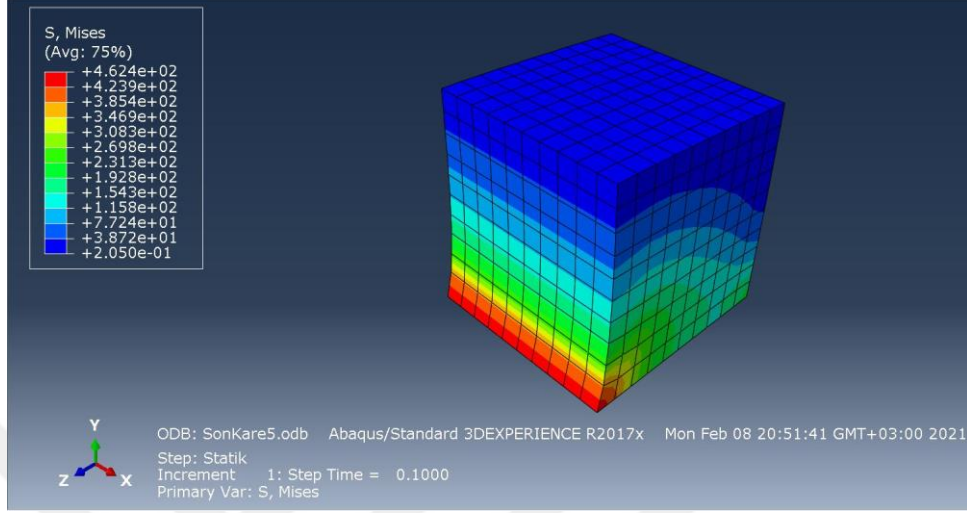 S, Mises
(Avg: 75%)
+4.624e+02
+4.239e+02
+3.854e+02
+3.469e+02
+3.083e+02
+2.698e+02
+2.313e+02
+1.928e+02
+1.543e+02
+1.158e+02
+7.724e+01
+3.872e+01
+2.050e-01
Y
Z X
ODB: SonKare5.odb Abaqus/Standard 3DEXPERIENCE R2017x Mon Feb 08 20:51:41 GMT+03:00 2021
Step: Statik
Increment 1: Step Time = 0.1000
Primary Var: S, Mises